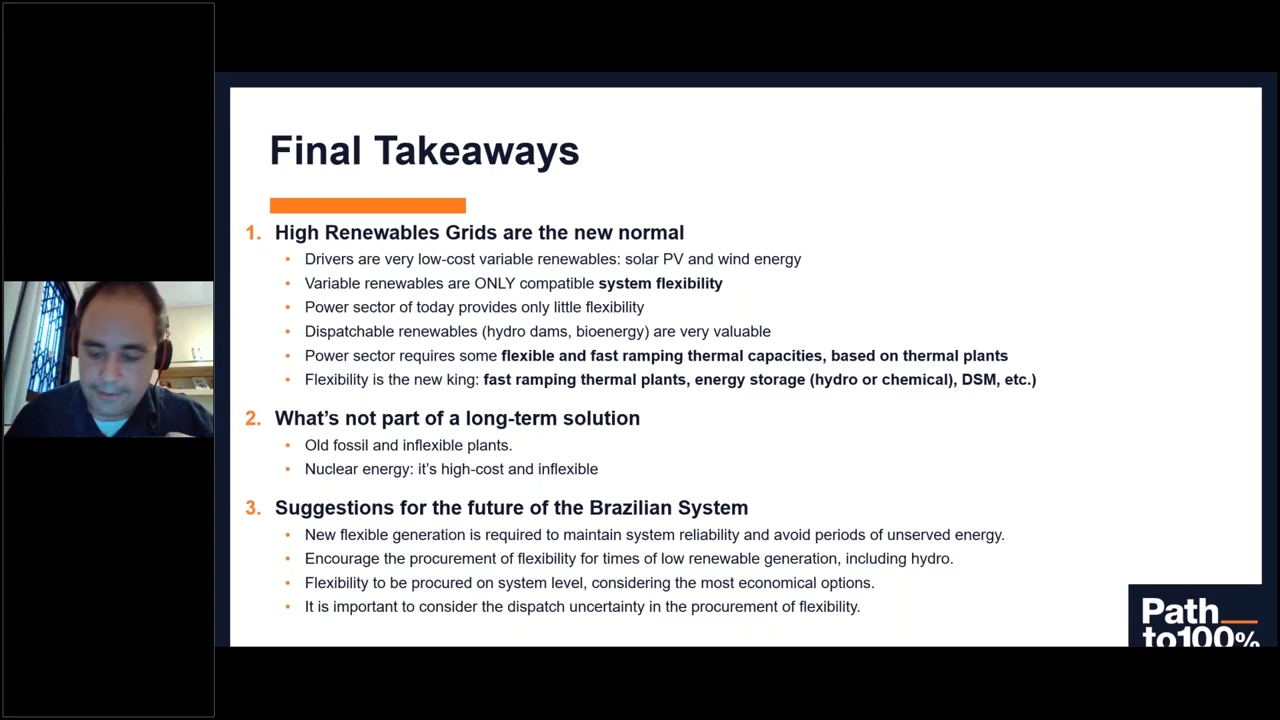 Final Takeaways
1. High Renewables Grids are the new normal
• Drivers are very low-cost variable renewables: solar PV and wind energy
• Variable renewables are ONLY compatible system flexibility
• Power sector of today provides only little flexibility
• Dispatchable renewables (hydro dams, bioenergy) are very valuable
• Power sector requires some flexible and fast ramping thermal capacities, based on thermal plants
• Flexibility is the new king: fast ramping thermal plants, energy storage (hydro or chemical), DSM, etc.)
2. What’s not part of a long-term solution
• Old fossil and inflexible plants.
• Nuclear energy: it’s high-cost and inflexible
3. Suggestions for the future of the Brazilian System
• New flexible generation is required to maintain system reliability and avoid periods of unserved energy.
• Encourage the procurement of flexibility for times of low renewable generation, including hydro.
• Flexibility to be procured on system level, considering the most economical options.
• It is important to consider the dispatch uncertainty in the procurement of flexibility.
Path
to100%